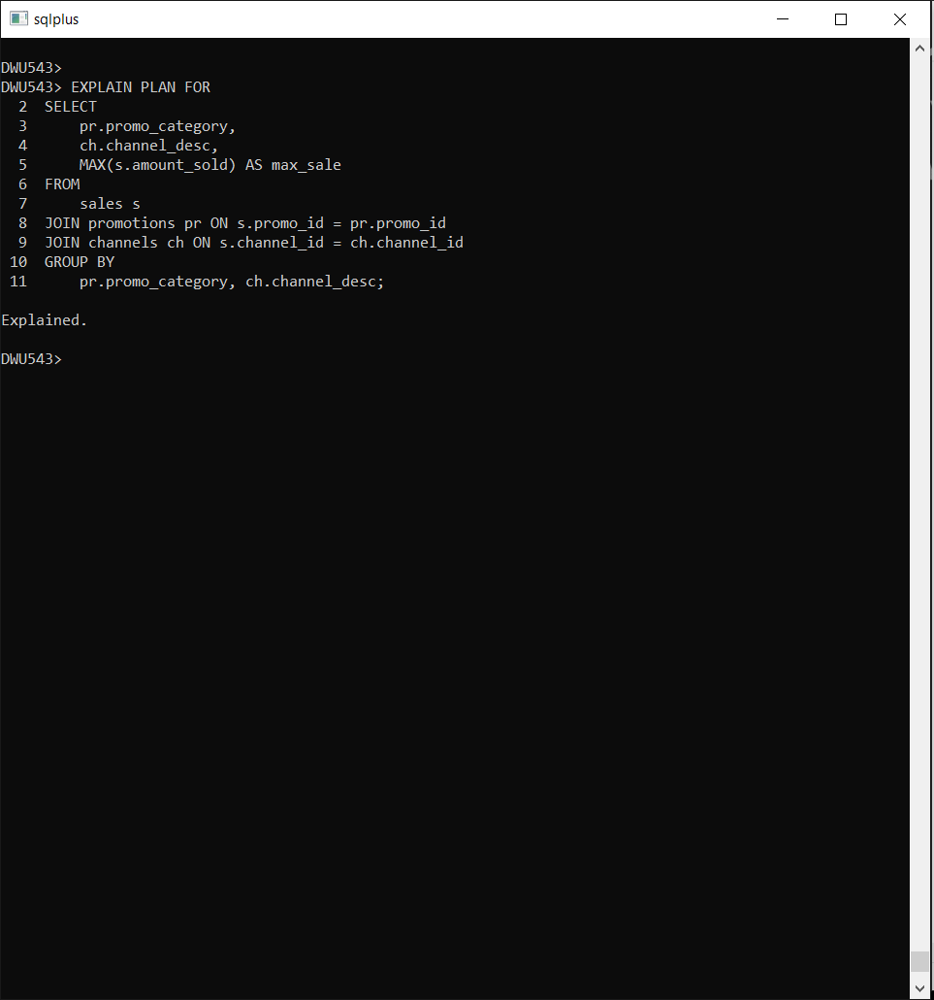 sqlplus
DWU543>
DWU543> EXPLAIN PLAN FOR
  2  SELECT
  3      pr.promo_category,
  4      ch.channel_desc,
  5      MAX(s.amount_sold) AS max_sale
  6  FROM
  7      sales s
  8  JOIN promotions pr ON s.promo_id = pr.promo_id
  9  JOIN channels ch ON s.channel_id = ch.channel_id
 10  GROUP BY
 11      pr.promo_category, ch.channel_desc;
Explained.
DWU543>